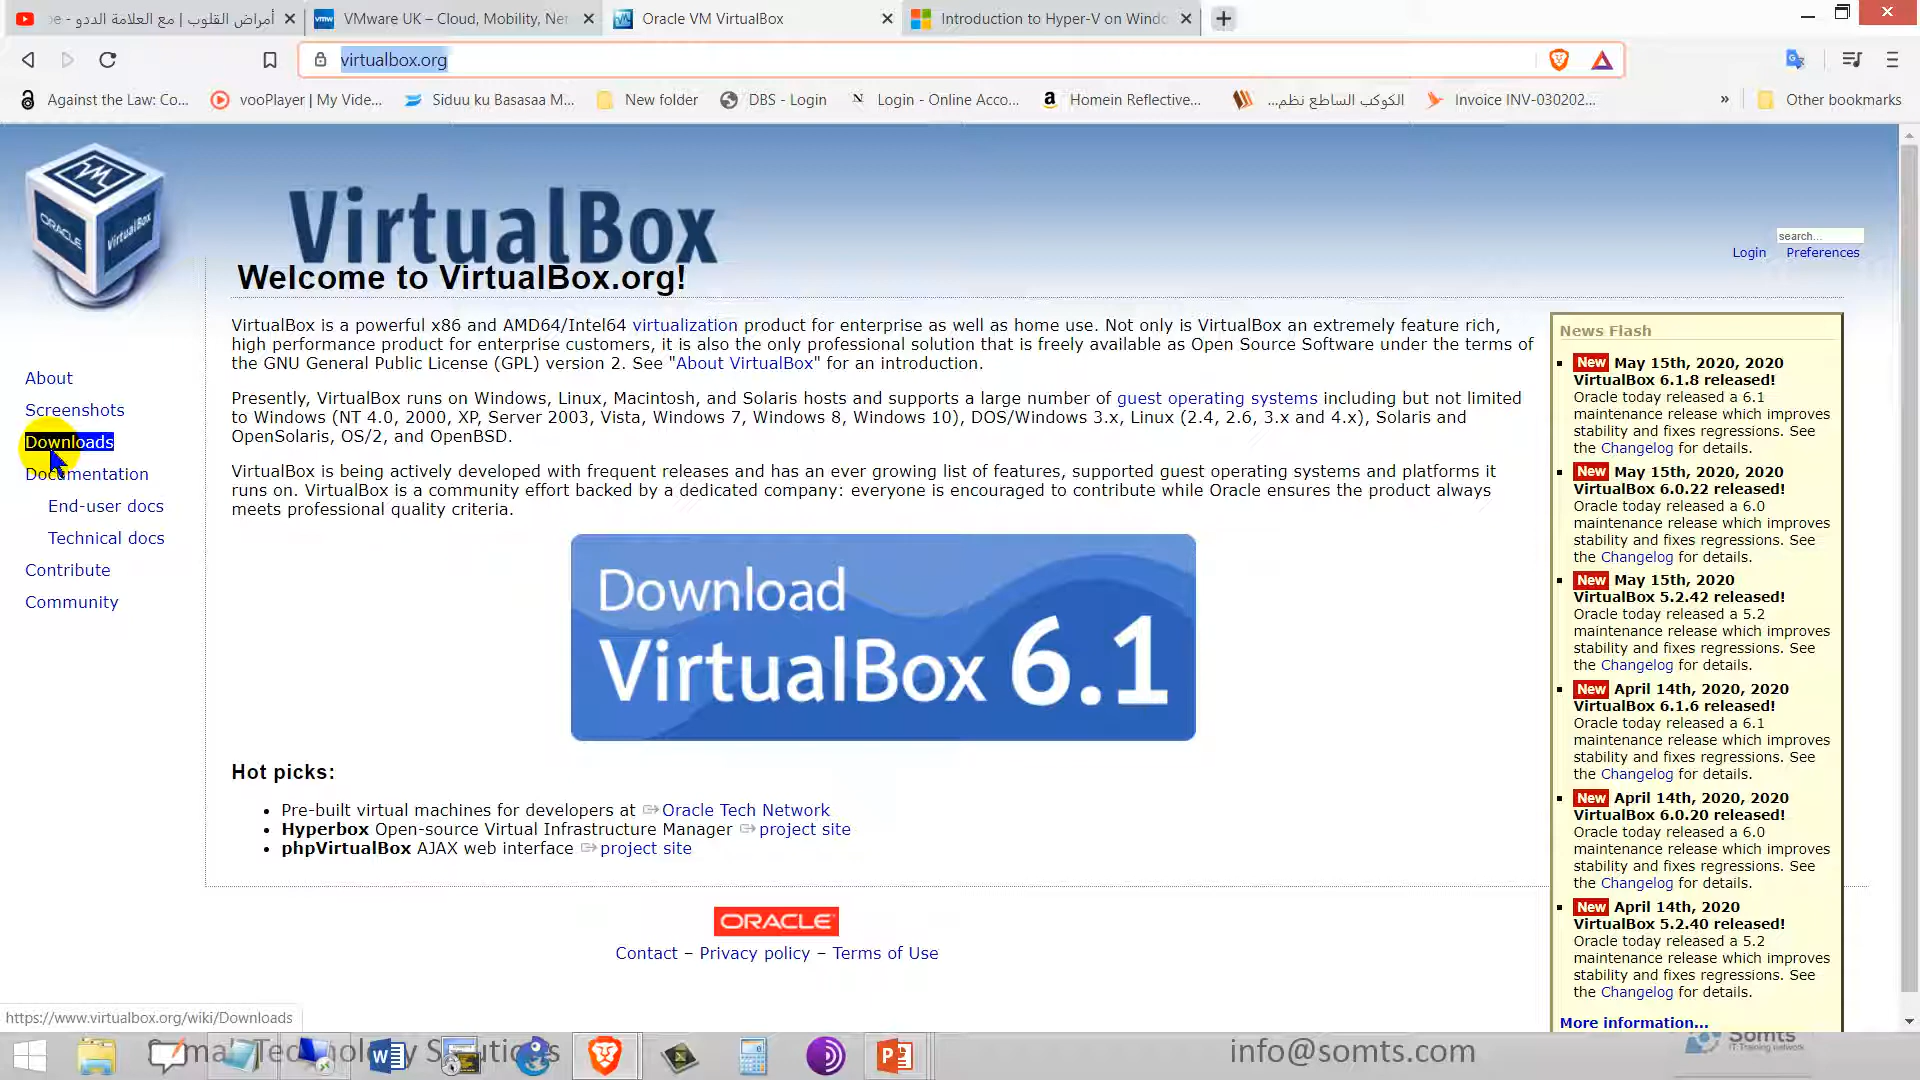 أمراض القلوب | مع العلامة الددو - be
VMware UK – Cloud, Mobility, Net
Oracle VM VirtualBox
Introduction to Hyper-V on Windo
virtualbox.org
Against the Law: Co...
vooPlayer | My Vide...
Siduu ku Basasaa M...
New folder
DBS - Login
Login - Online Acco...
Homein Reflective...
الكوكب الساطع نظم...
Invoice INV-030202...
»
Other bookmarks
ORACLE
VirtualBox
VirtualBox
search...
Login
Preferences
Welcome to VirtualBox.org!
About
Screenshots
Downloads
Documentation
End-user docs
Technical docs
Contribute
Community
VirtualBox is a powerful x86 and AMD64/Intel64 virtualization product for enterprise as well as home use. Not only is VirtualBox an extremely feature rich,
high performance product for enterprise customers, it is also the only professional solution that is freely available as Open Source Software under the terms of
the GNU General Public License (GPL) version 2. See "About VirtualBox" for an introduction.
Presently, VirtualBox runs on Windows, Linux, Macintosh, and Solaris hosts and supports a large number of guest operating systems including but not limited
to Windows (NT 4.0, 2000, XP, Server 2003, Vista, Windows 7, Windows 8, Windows 10), DOS/Windows 3.x, Linux (2.4, 2.6, 3.x and 4.x), Solaris and
OpenSolaris, OS/2, and OpenBSD.
VirtualBox is being actively developed with frequent releases and has an ever growing list of features, supported guest operating systems and platforms it
runs on. VirtualBox is a community effort backed by a dedicated company: everyone is encouraged to contribute while Oracle ensures the product always
meets professional quality criteria.
Download
VirtualBox 6.1
Hot picks:
Pre-built virtual machines for developers at Oracle Tech Network
Hyperbox Open-source Virtual Infrastructure Manager project site
phpVirtualBox AJAX web interface project site
News Flash
New May 15th, 2020, 2020
VirtualBox 6.1.8 released!
Oracle today released a 6.1
maintenance release which improves
stability and fixes regressions. See
the Changelog for details.
New May 15th, 2020, 2020
VirtualBox 6.0.22 released!
Oracle today released a 6.0
maintenance release which improves
stability and fixes regressions. See
the Changelog for details.
New May 15th, 2020
VirtualBox 5.2.42 released!
Oracle today released a 5.2
maintenance release which improves
stability and fixes regressions. See
the Changelog for details.
New April 14th, 2020, 2020
VirtualBox 6.1.6 released!
Oracle today released a 6.1
maintenance release which improves
stability and fixes regressions. See
the Changelog for details.
New April 14th, 2020, 2020
VirtualBox 6.0.20 released!
Oracle today released a 6.0
maintenance release which improves
stability and fixes regressions. See
the Changelog for details.
New April 14th, 2020
VirtualBox 5.2.40 released!
Oracle today released a 5.2
maintenance release which improves
stability and fixes regressions. See
the Changelog for details.
More information...
ORACLE
Contact – Privacy policy – Terms of Use
https://www.virtualbox.org/wiki/Downloads
info@somts.com
Somts
IT Training network